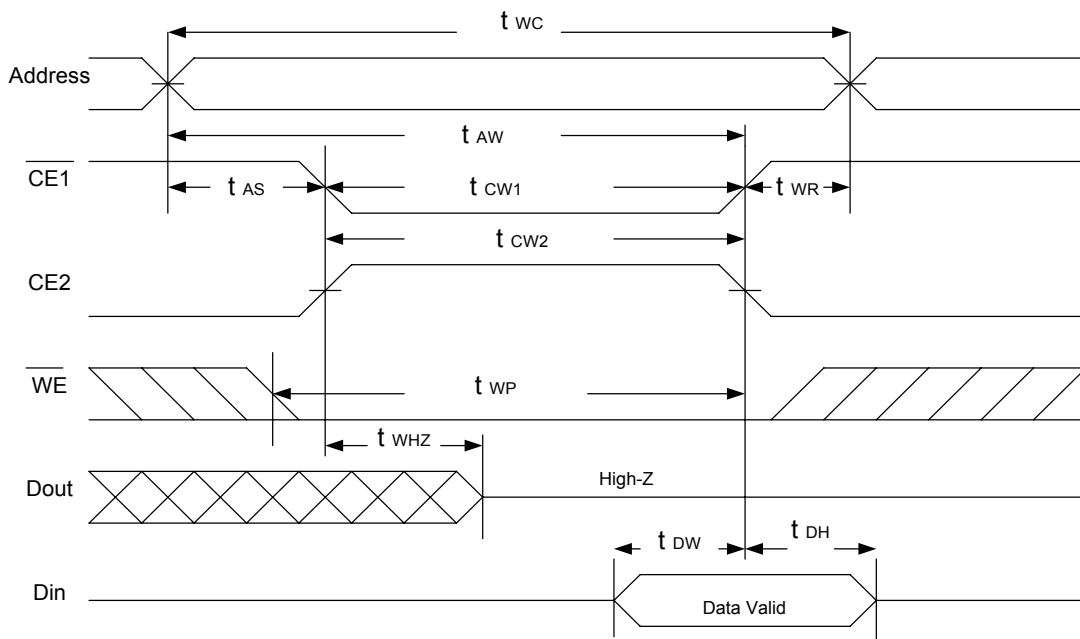 t WC
Address
t AW
CE1
t AS
t CW1
t WR
t CW2
CE2
WE
t WP
t WHZ
Dout
High-Z
t DW
t DH
Din
Data Valid